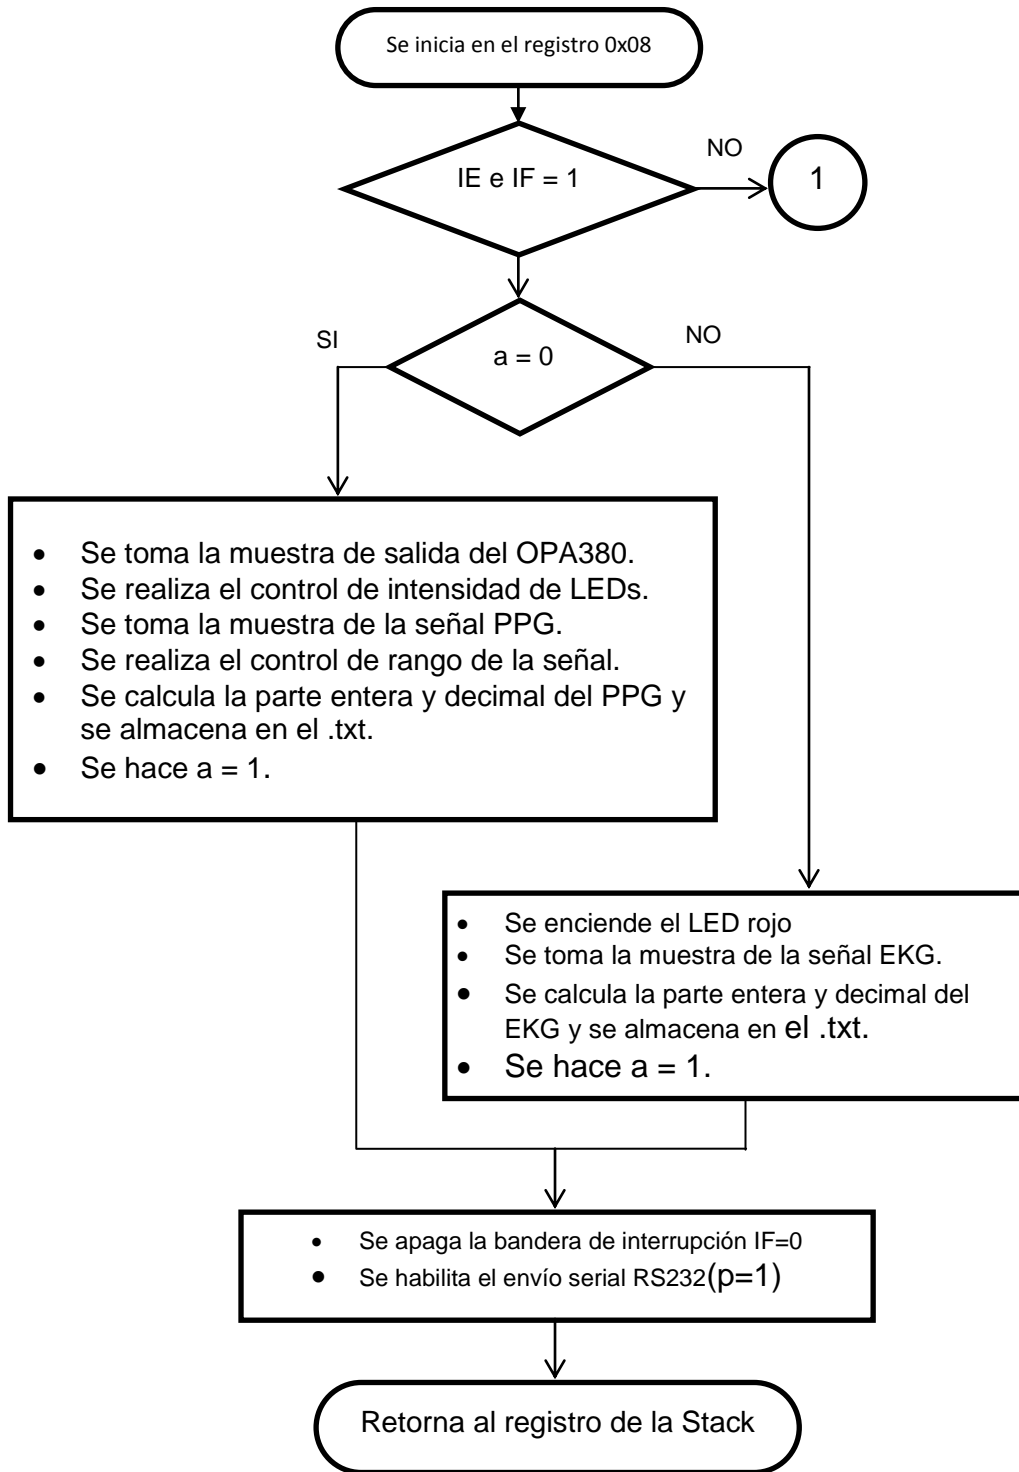 Se inicia en el registro 0x08
IE e IF = 1
NO
1
a = 0
SI
NO
• Se toma la muestra de salida del OPA380.
• Se realiza el control de intensidad de LEDs.
• Se toma la muestra de la señal PPG.
• Se realiza el control de rango de la señal.
• Se calcula la parte entera y decimal del PPG y
se almacena en el .txt.
• Se hace a = 1.
• Se enciende el LED rojo
• Se toma la muestra de la señal EKG.
• Se calcula la parte entera y decimal del
EKG y se almacena en el .txt.
• Se hace a = 1.
• Se apaga la bandera de interrupción IF=0
• Se habilita el envío serial RS232(p=1)
Retorna al registro de la Stack